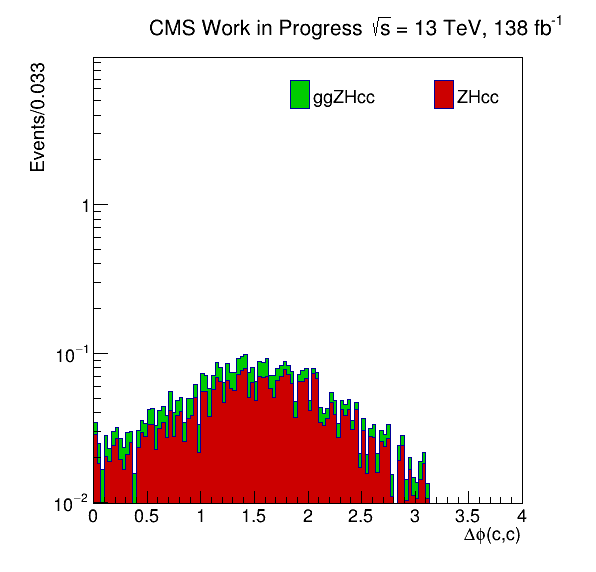 CMS Work in Progress √s = 13 TeV, 138 fb⁻¹
Events/0.033
ggZHcc ZHcc
1
10⁻¹
10⁻²
0 0.5 1 1.5 2 2.5 3 3.5 4
Δϕ(c,c)